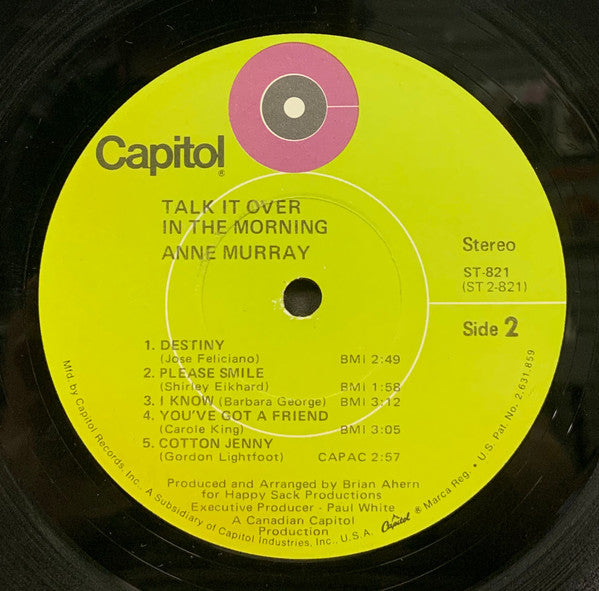 Capitol®
TALK IT OVER
IN THE MORNING
ANNE MURRAY
Stereo
ST-821
(ST 2-821)
Side 2
1. DESTINY
(Jose Feliciano) BMI 2:49
2. PLEASE SMILE
(Shirley Eikhard) BMI 1:58
3. I KNOW (Barbara George) BMI 3:12
4. YOU'VE GOT A FRIEND
(Carole King) BMI 3:05
5. COTTON JENNY
(Gordon Lightfoot) CAPAC 2:57
Produced and Arranged by Brian Ahern
for Happy Sack Productions
Executive Producer - Paul White
A Canadian Capitol
Production
Mfd. by Capitol Records, Inc., A Subsidiary of Capitol Industries, Inc., U.S.A. Capitol ® Marca Reg. • U.S. Pat. No. 2,631,859